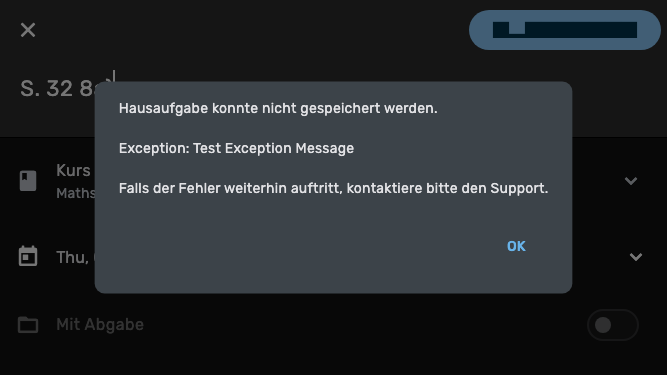 S. 32 8a
Hausaufgabe konnte nicht gespeichert werden.
Exception: Test Exception Message
Falls der Fehler weiterhin auftritt, kontaktiere bitte den Support.
OK
Kurs
Maths
Thu,
Mit Abgabe